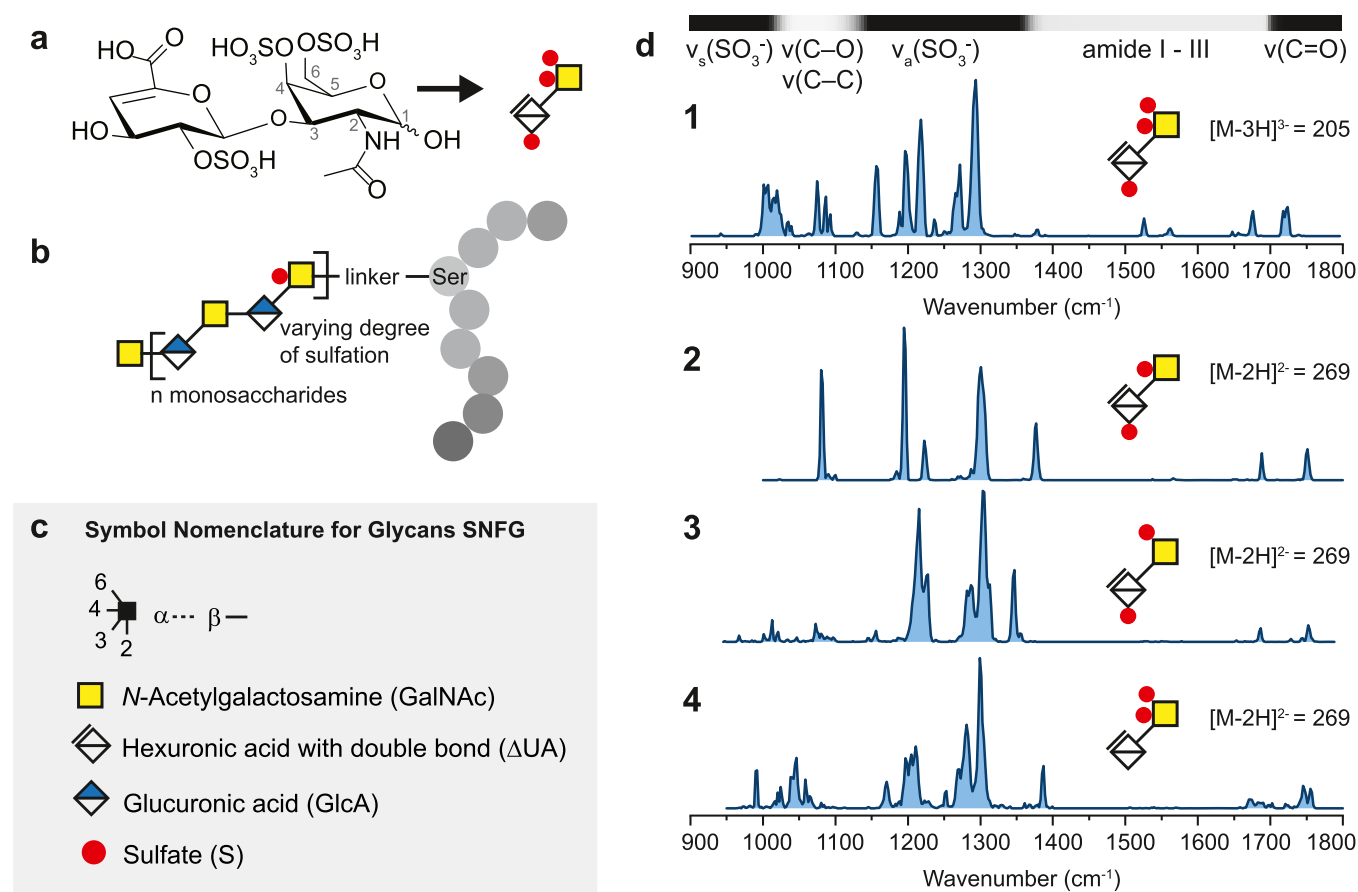 a
HO
O
HO
O
OSO₃H
O
HO₃SO
OSO₃H
6
5
4
O
3
2
1
OH
NH
O
b
linker
Ser
varying degree
of sulfation
n monosaccharides
c
Symbol Nomenclature for Glycans SNFG
6
4
3
2
α
β
N-Acetylgalactosamine (GalNAc)
Hexuronic acid with double bond (ΔUA)
Glucuronic acid (GlcA)
Sulfate (S)
d
νₛ(SO₃⁻)
ν(C–O)
ν(C–C)
νₐ(SO₃⁻)
amide I - III
ν(C=O)
1
[M-3H]³⁻ = 205
900 1000 1100 1200 1300 1400 1500 1600 1700 1800
Wavenumber (cm⁻¹)
2
[M-2H]²⁻ = 269
3
[M-2H]²⁻ = 269
4
[M-2H]²⁻ = 269
900 1000 1100 1200 1300 1400 1500 1600 1700 1800
Wavenumber (cm⁻¹)